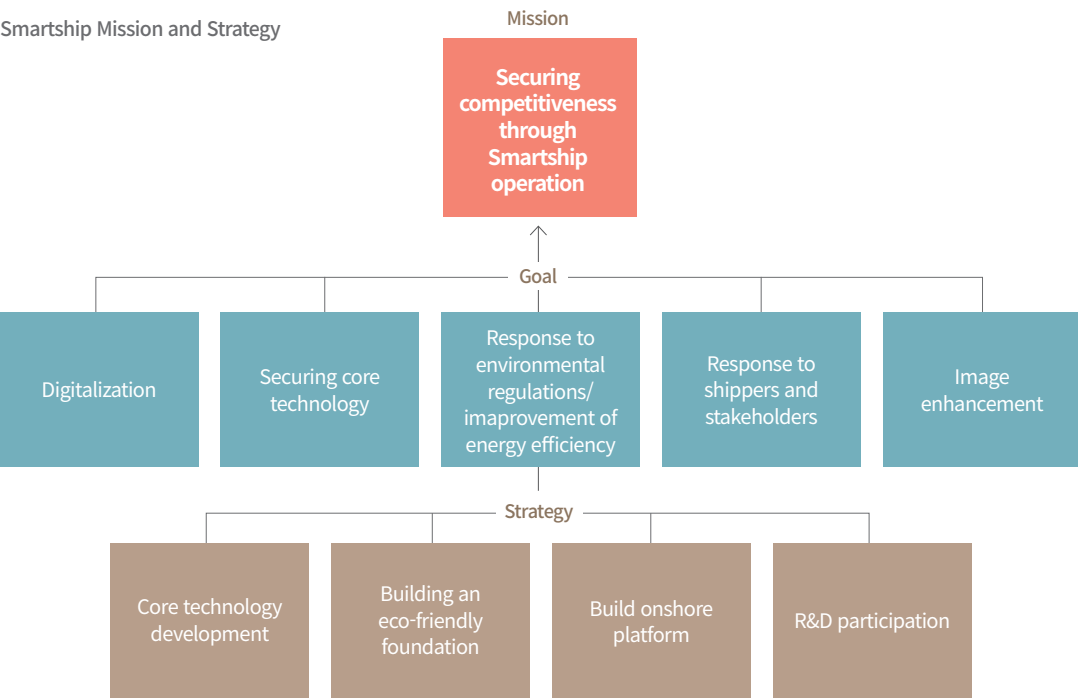 Smartship Mission and Strategy
Mission
Securing
competitiveness
through
Smartship
operation
Goal
Digitalization
Securing core
technology
Response to
environmental
regulations/
imaprovement of
energy efficiency
Response to
shippers and
stakeholders
Image
enhancement
Strategy
Core technology
development
Building an
eco-friendly
foundation
Build onshore
platform
R&D participation